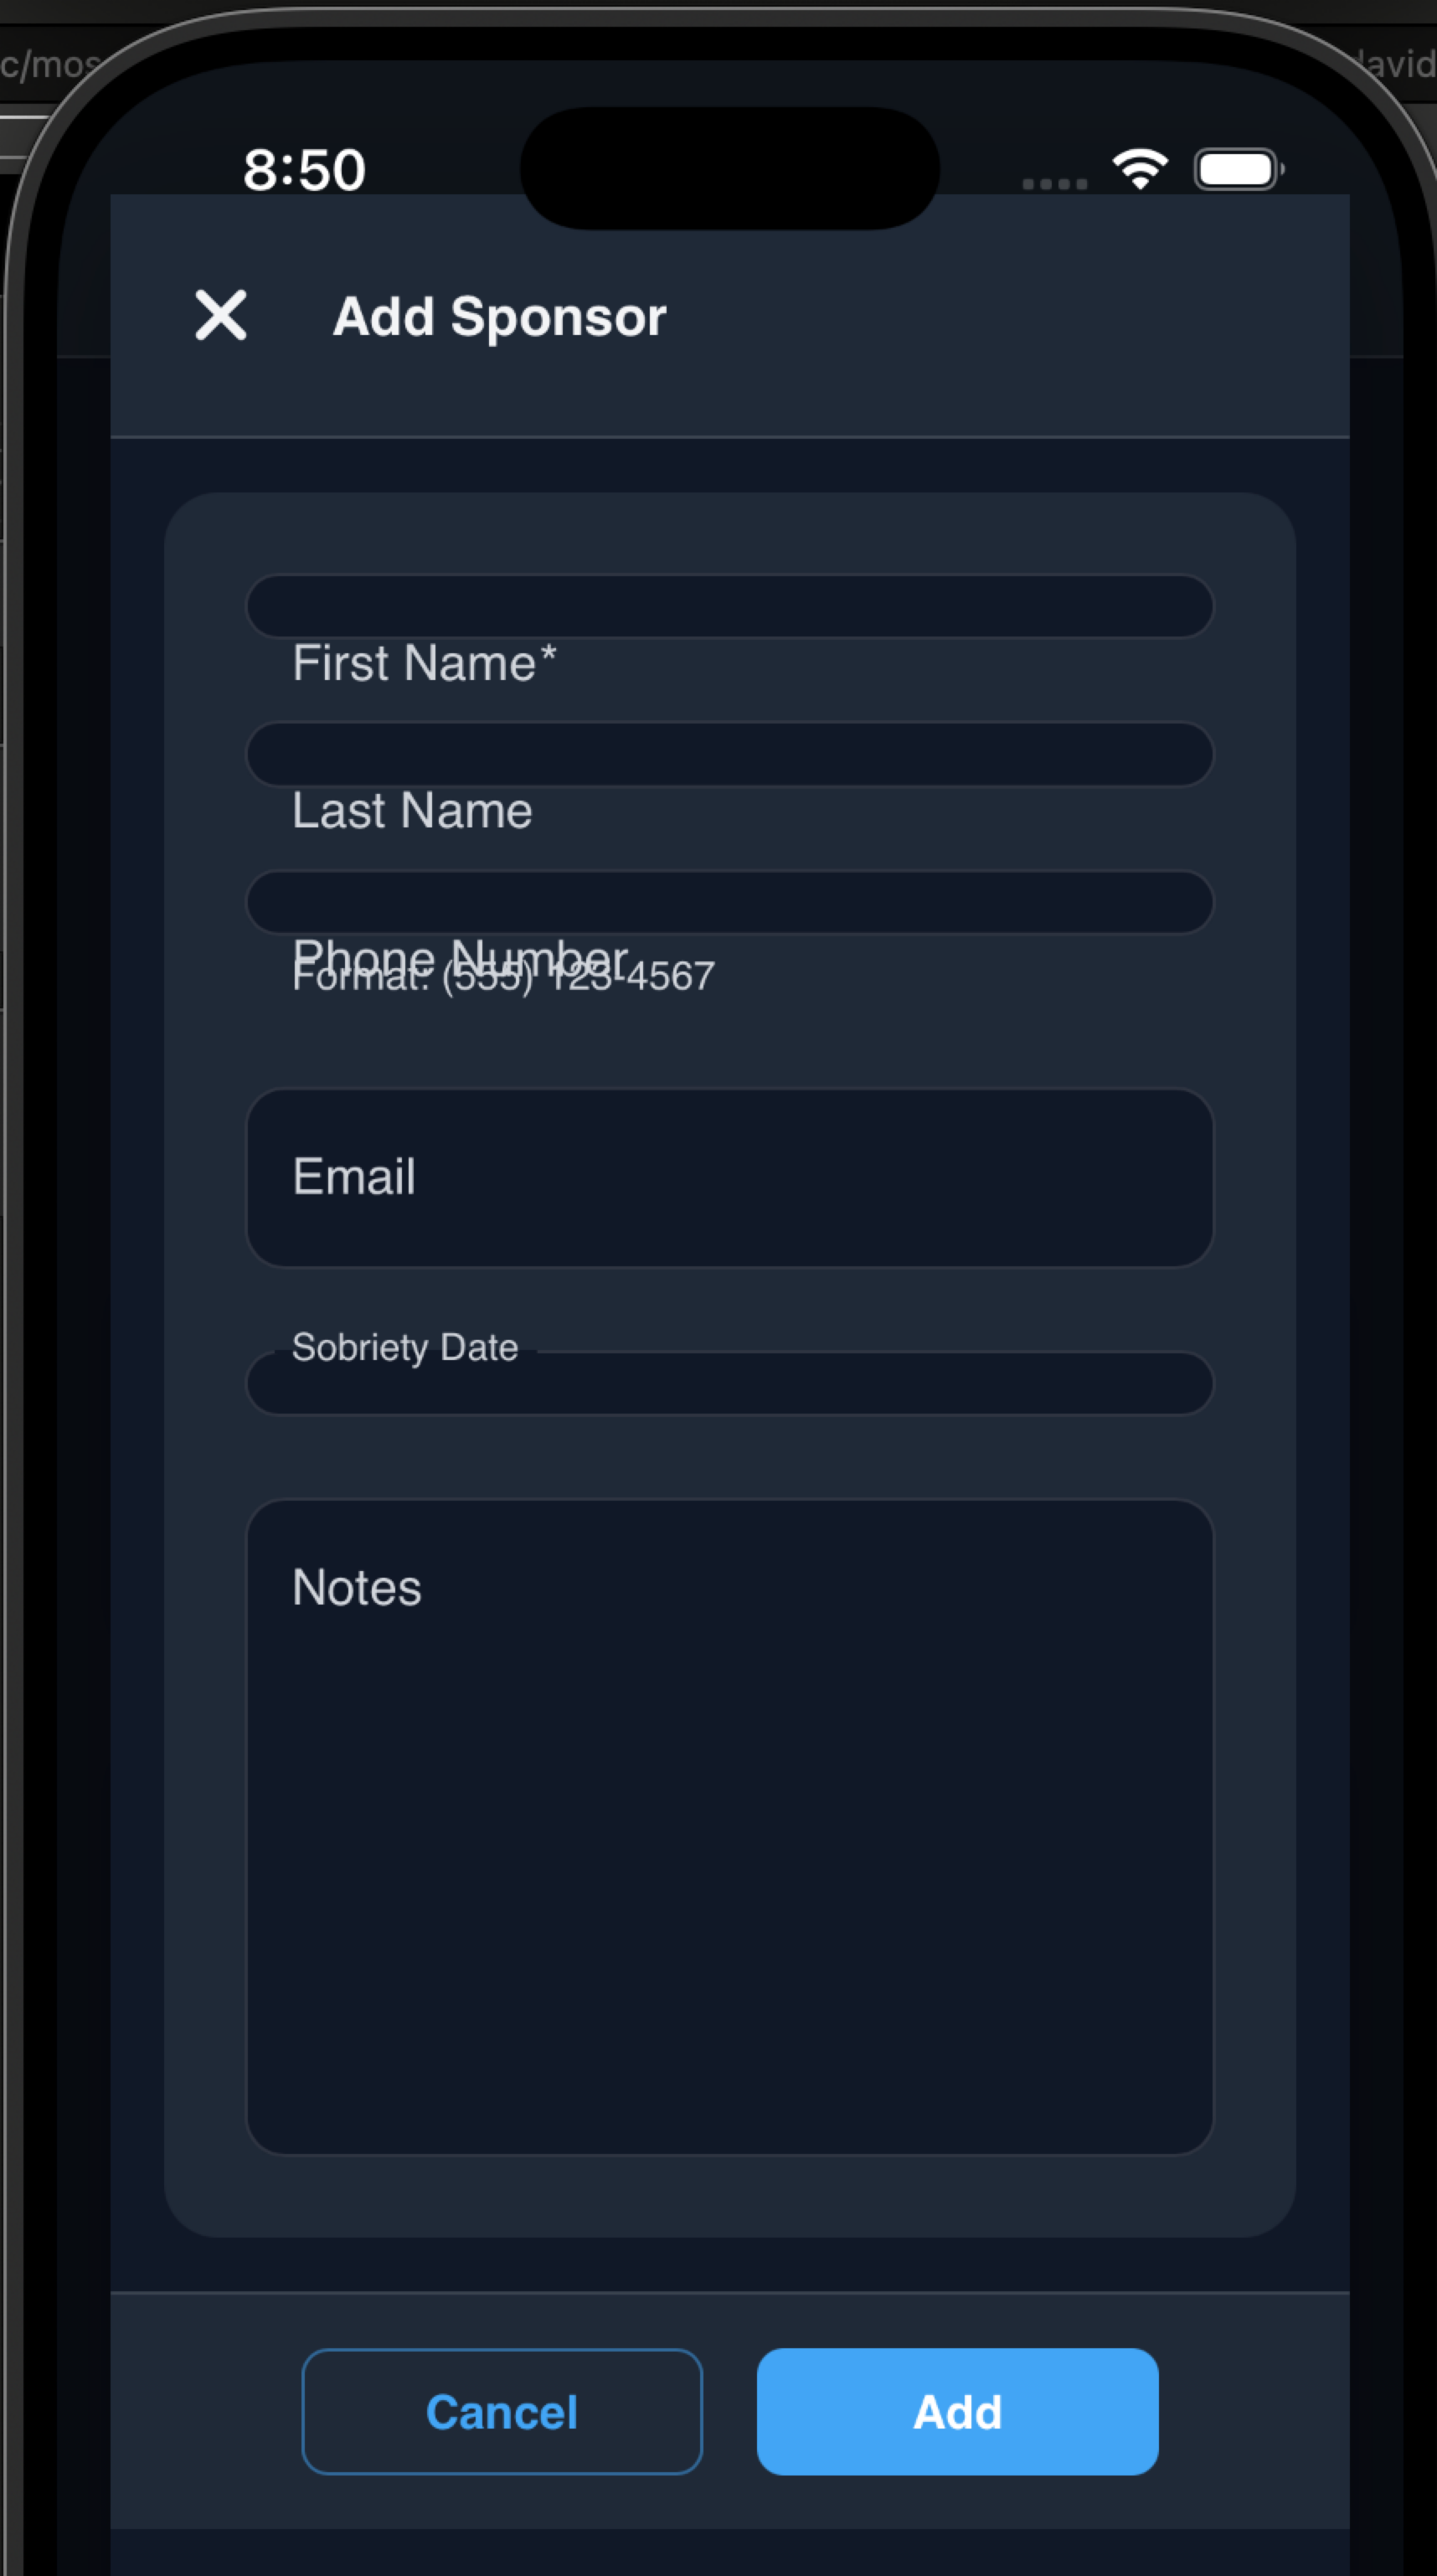 c/mos
david
8:50
Add Sponsor
First Name*
Last Name
Phone Number
Format: (555) 123-4567
Email
Sobriety Date
Notes
Cancel
Add